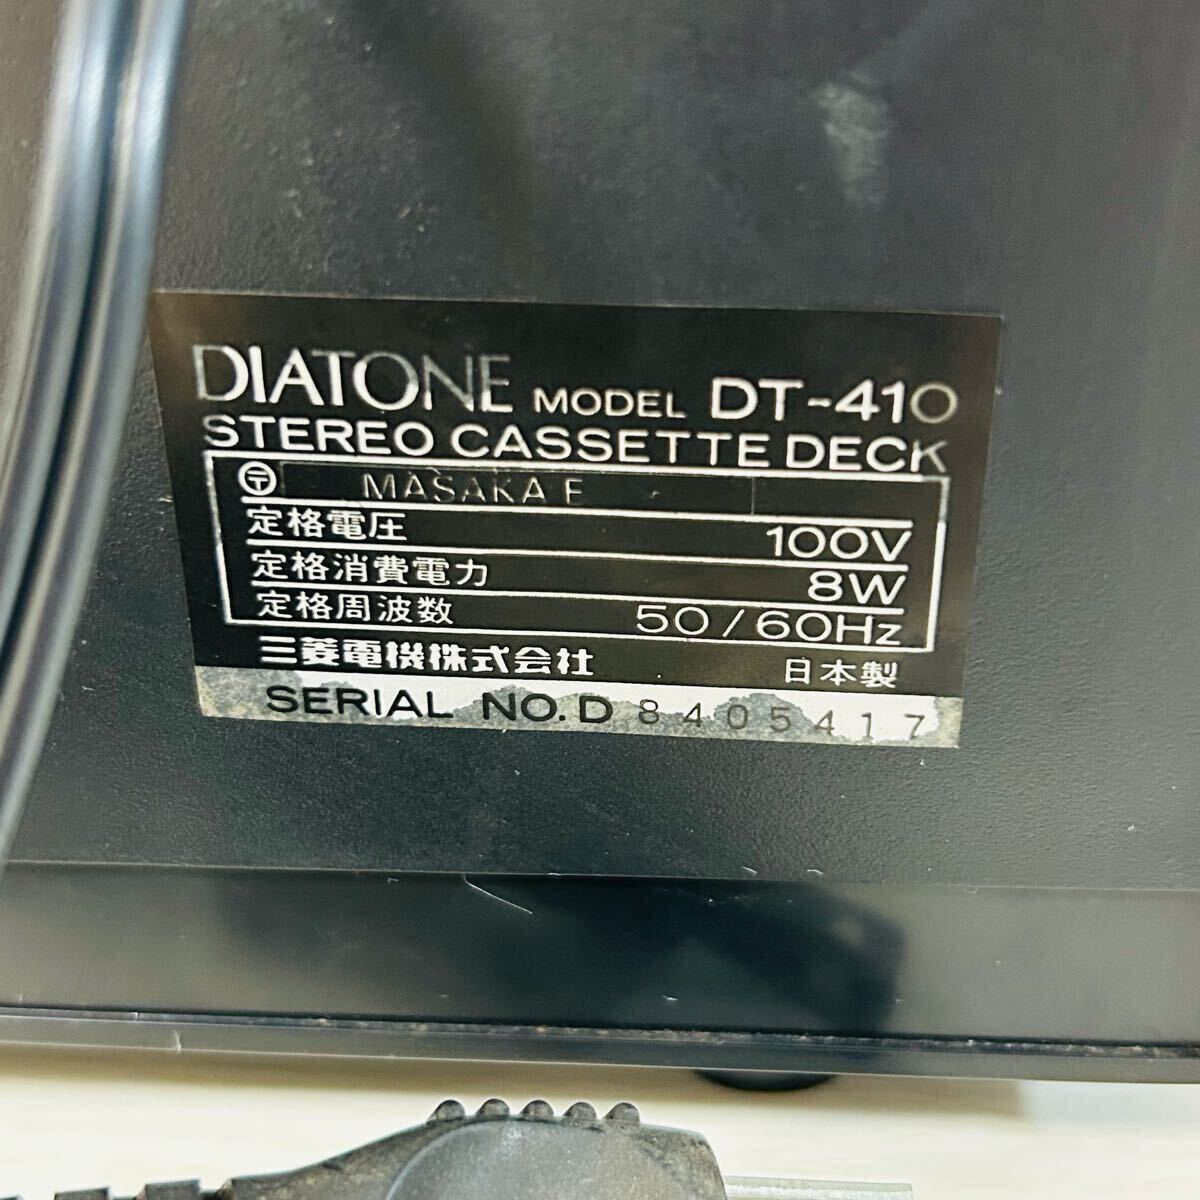 DIATONE MODEL DT-410
STEREO CASSETTE DECK
〒 MASAKA E
定格電圧 100V
定格消費電力 8W
定格周波数 50/60Hz
三菱電機株式会社 日本製
SERIAL NO. D 8405417